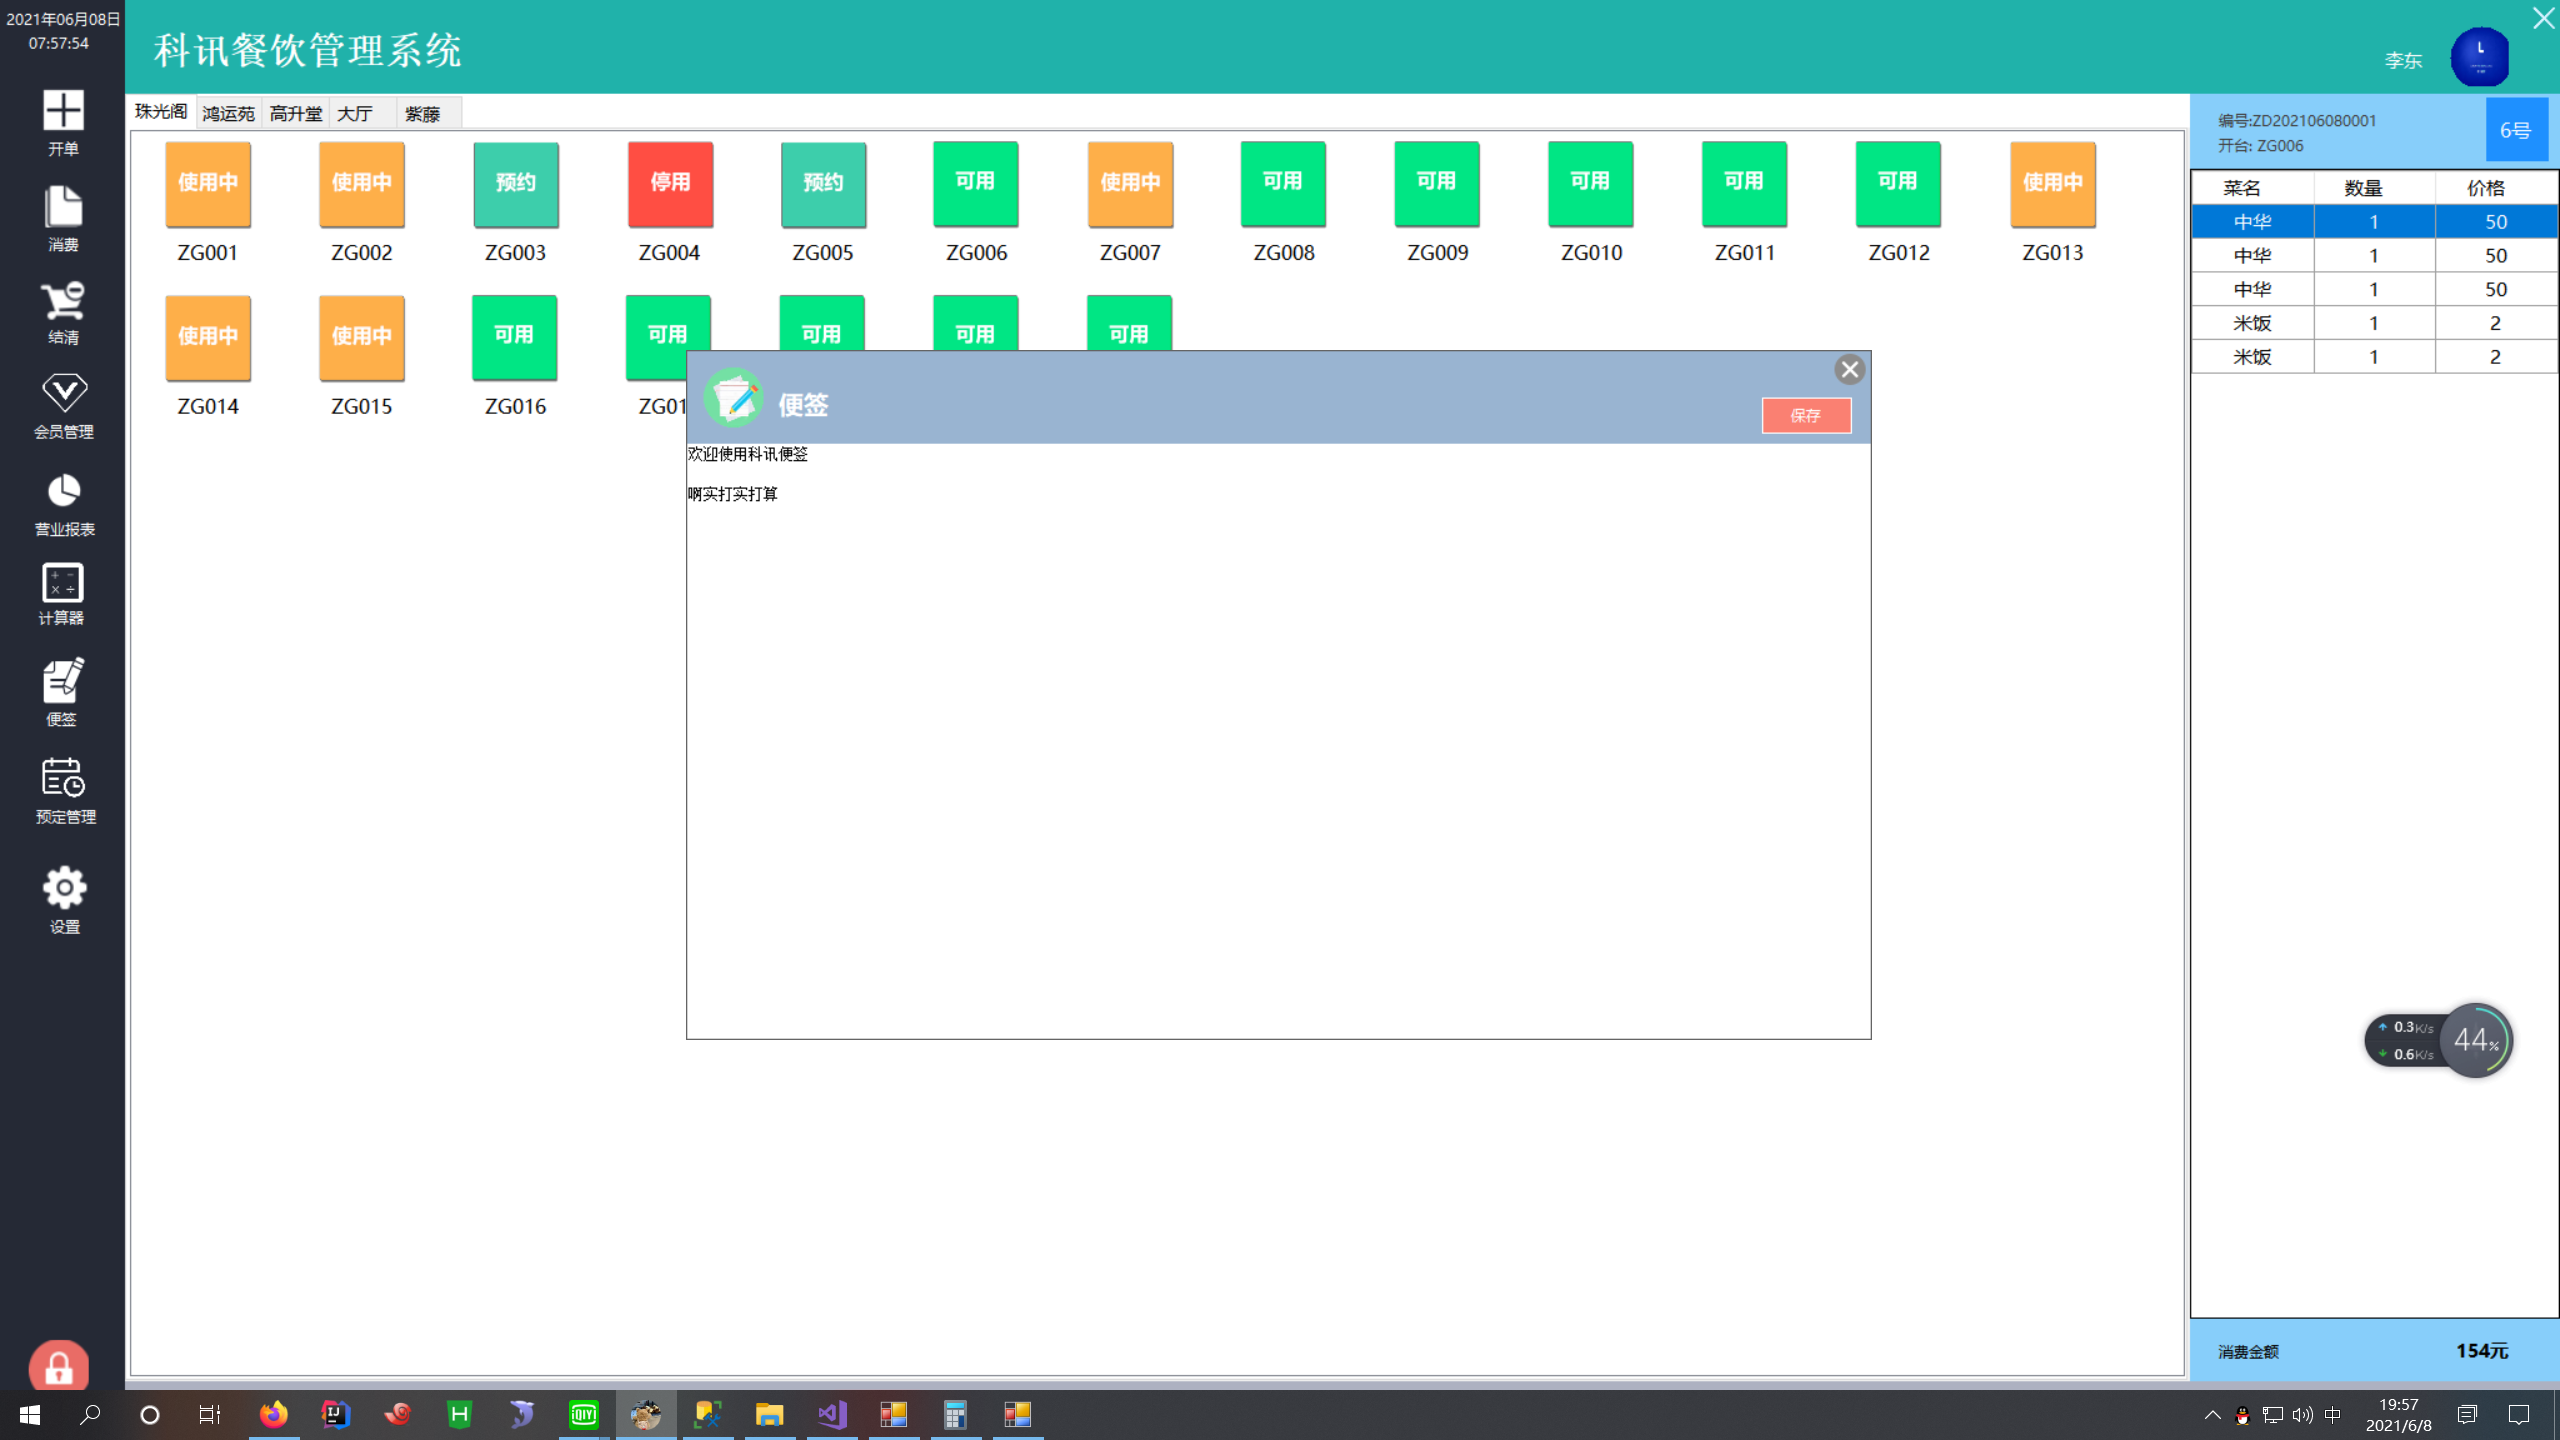 2021年06月08日
07:57:54
开单
消费
结清
会员管理
营业报表
计算器
便签
预定管理
设置
科讯餐饮管理系统
李东
珠光阁 鸿运苑 高升堂 大厅 紫藤
使用中 使用中 预约 停用 预约 可用 使用中 可用 可用 可用 可用 可用 使用中
ZG001 ZG002 ZG003 ZG004 ZG005 ZG006 ZG007 ZG008 ZG009 ZG010 ZG011 ZG012 ZG013
使用中 使用中 可用 可用 可用 可用 可用
ZG014 ZG015 ZG016 ZG01
便签
保存
欢迎使用科讯便签
啊实打实打算
编号:ZD202106080001
开台: ZG006
6号
菜名 数量 价格
中华 1 50
中华 1 50
中华 1 50
米饭 1 2
米饭 1 2
0.3K/s
0.6K/s
44%
消费金额 154元
IJ
H
QIY
中
19:57
2021/6/8